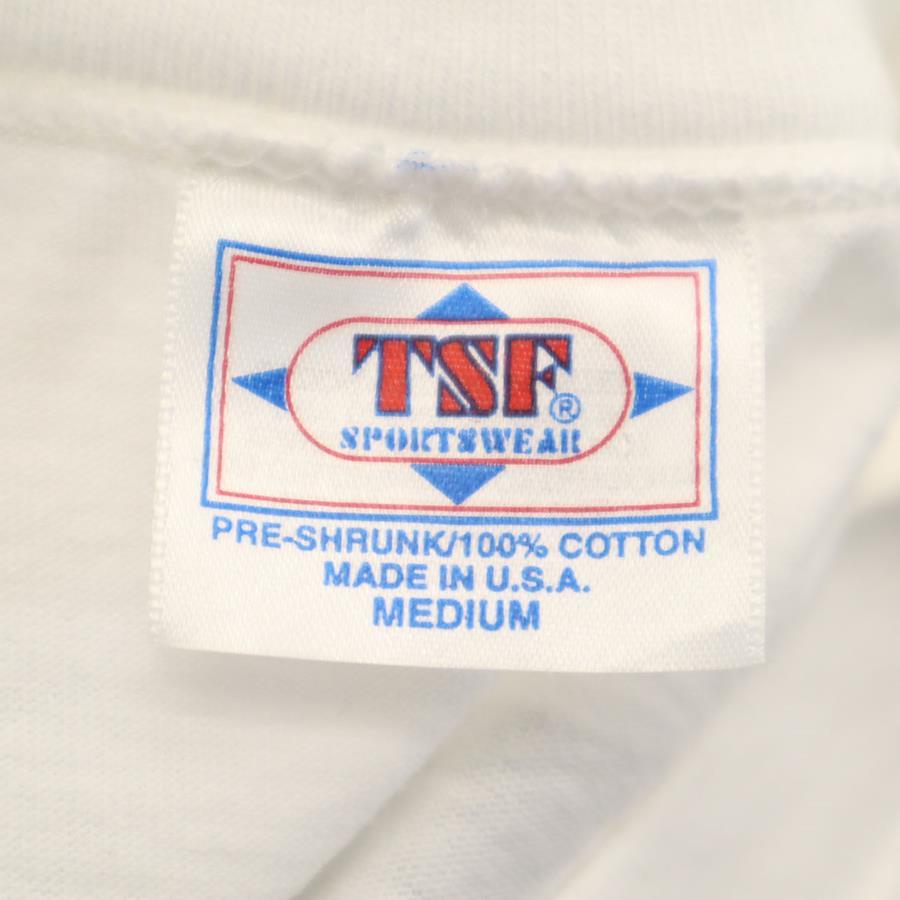 TSF®
SPORTSWEAR
PRE-SHRUNK/100% COTTON
MADE IN U.S.A.
MEDIUM